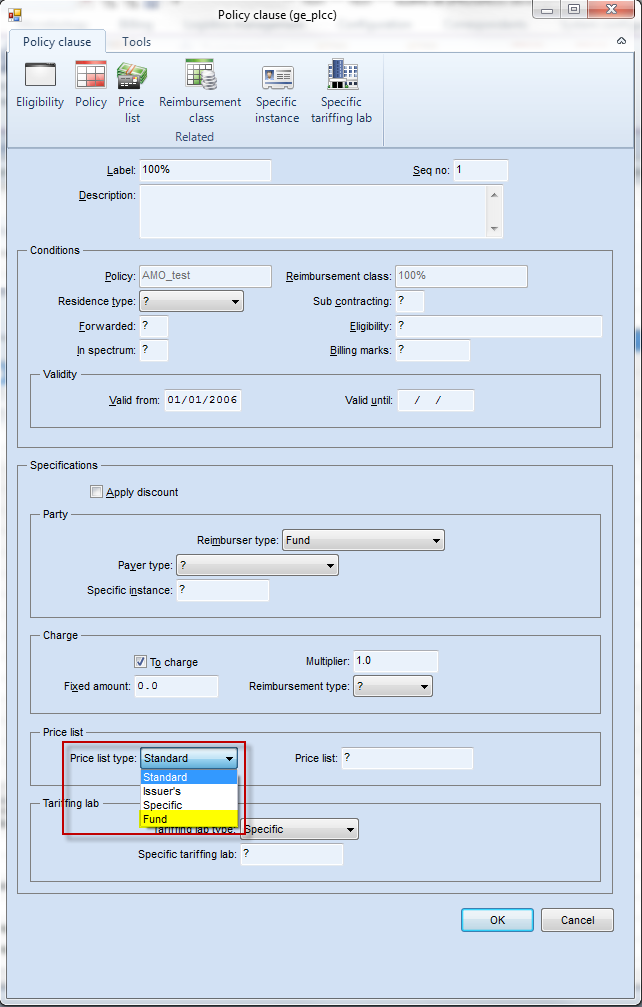 Policy clause (ge_plcc)
Policy clause Tools
Eligibility Policy Price list Reimbursement class Specific instance Specific tariffing lab
Related
Label: 100% Seq no: 1
Description:
Conditions
Policy: AMO_test Reimbursement class: 100%
Residence type: ? Sub contracting: ?
Forwarded: ? Eligibility: ?
In spectrum: ? Billing marks: ?
Validity
Valid from: 01/01/2006 Valid until: / /
Specifications
Apply discount
Party
Reimburser type: Fund
Payer type: ?
Specific instance: ?
Charge
To charge Multiplier: 1.0
Fixed amount: 0.0 Reimbursement type: ?
Price list
Price list type: Standard Price list: ?
Standard
Issuer's
Specific
Fund
Tariffing lab
Tariffing lab type: Specific
Specific tariffing lab: ?
OK Cancel